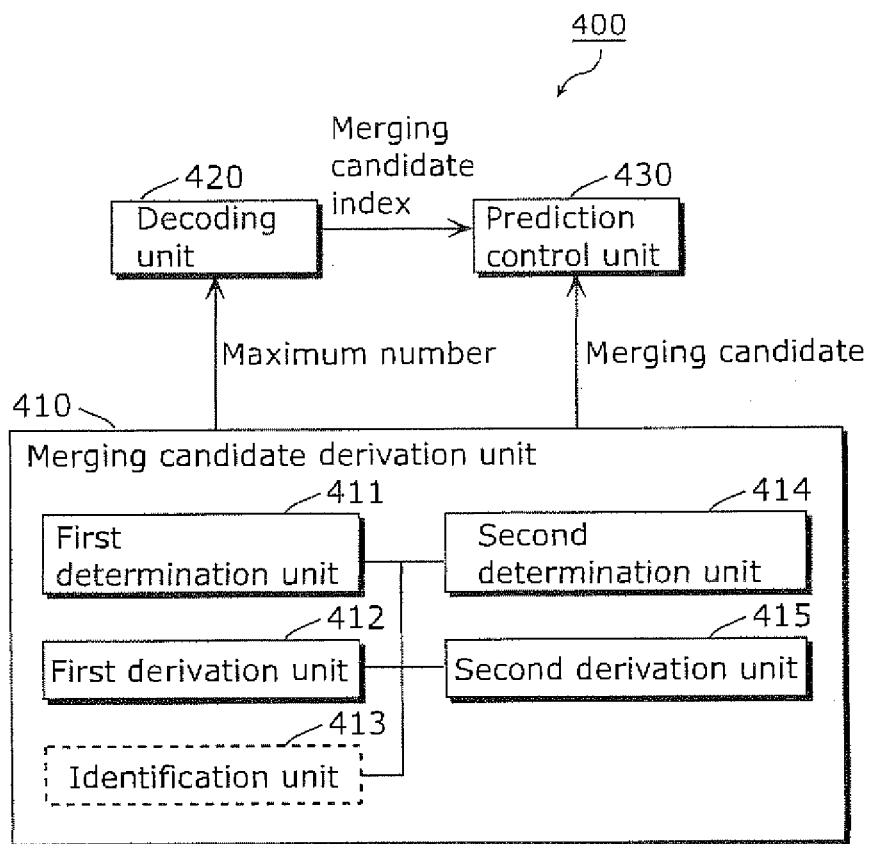 400
Merging
candidate
index
420
430
Decoding
unit
Prediction
control unit
Maximum number
Merging candidate
410
Merging candidate derivation unit
411
414
First
determination unit
Second
determination unit
412
415
First derivation unit
Second derivation unit
413
Identification unit